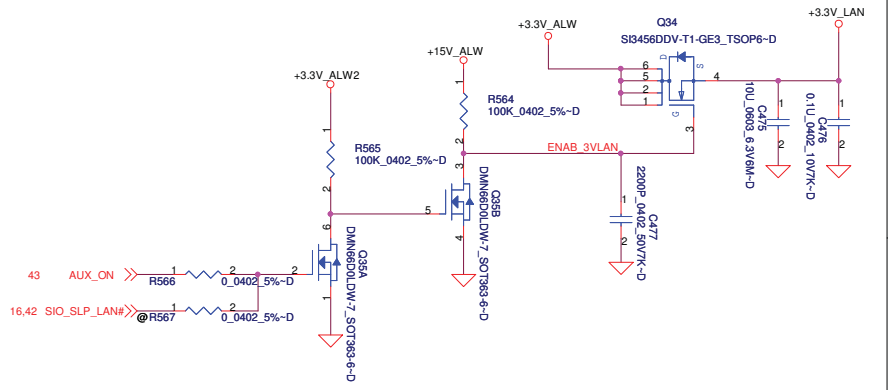 Q34
+3.3V_ALW
SI3456DDV-T1-GE3_TSOP6~D
+3.3V_LAN
+15V_ALW
+3.3V_ALW2
D
S
G
6
5
2
1
4
3
1
R564
100K_0402_5%~D
2
1
R565
100K_0402_5%~D
2
ENAB_3VLAN
1
C475
10U_0603_6.3V6M~D
2
1
C476
0.1U_0402_10V7K~D
2
1
C477
2200P_0402_50V7K~D
2
3
Q35B
DMN66D0LDW-7_SOT363-6~D
5
4
6
Q35A
DMN66D0LDW-7_SOT363-6~D
2
1
43 AUX_ON
1
R566
2
0_0402_5%~D
16,42 SIO_SLP_LAN#
1
@R567
2
0_0402_5%~D